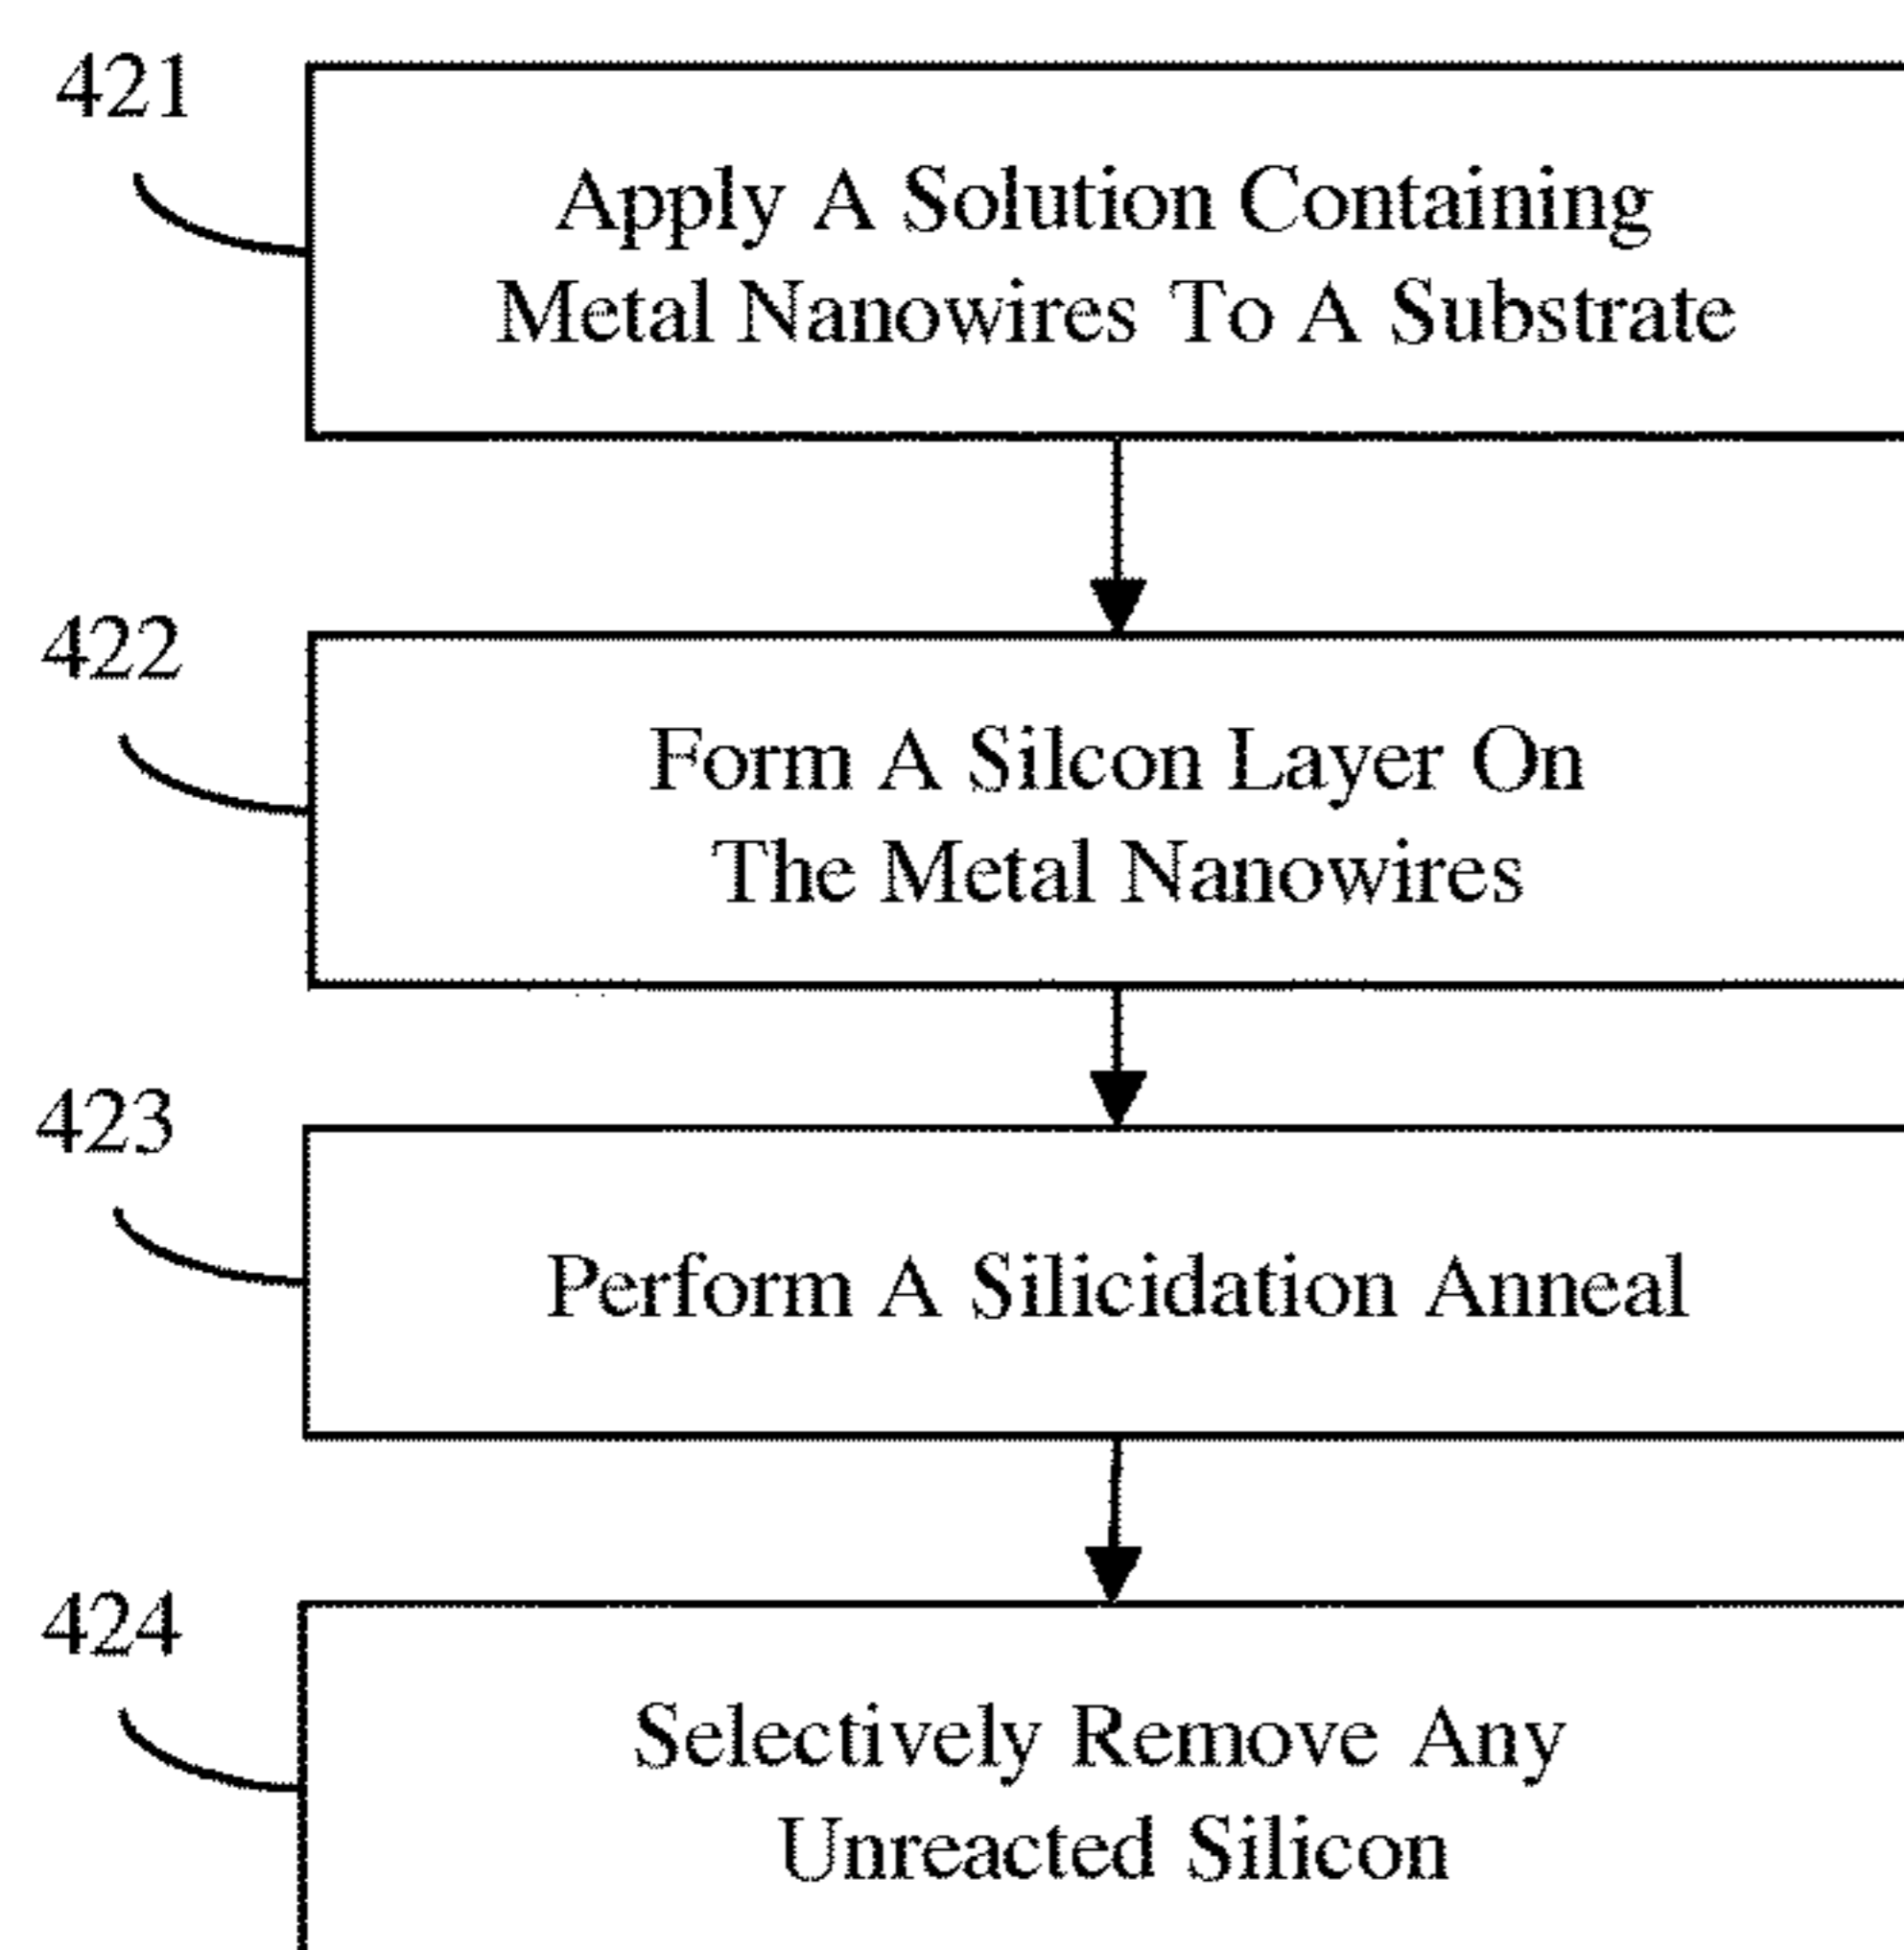 421
Apply A Solution Containing
Metal Nanowires To A Substrate
422
Form A Silcon Layer On
The Metal Nanowires
423
Perform A Silicidation Anneal
424
Selectively Remove Any
Unreacted Silicon